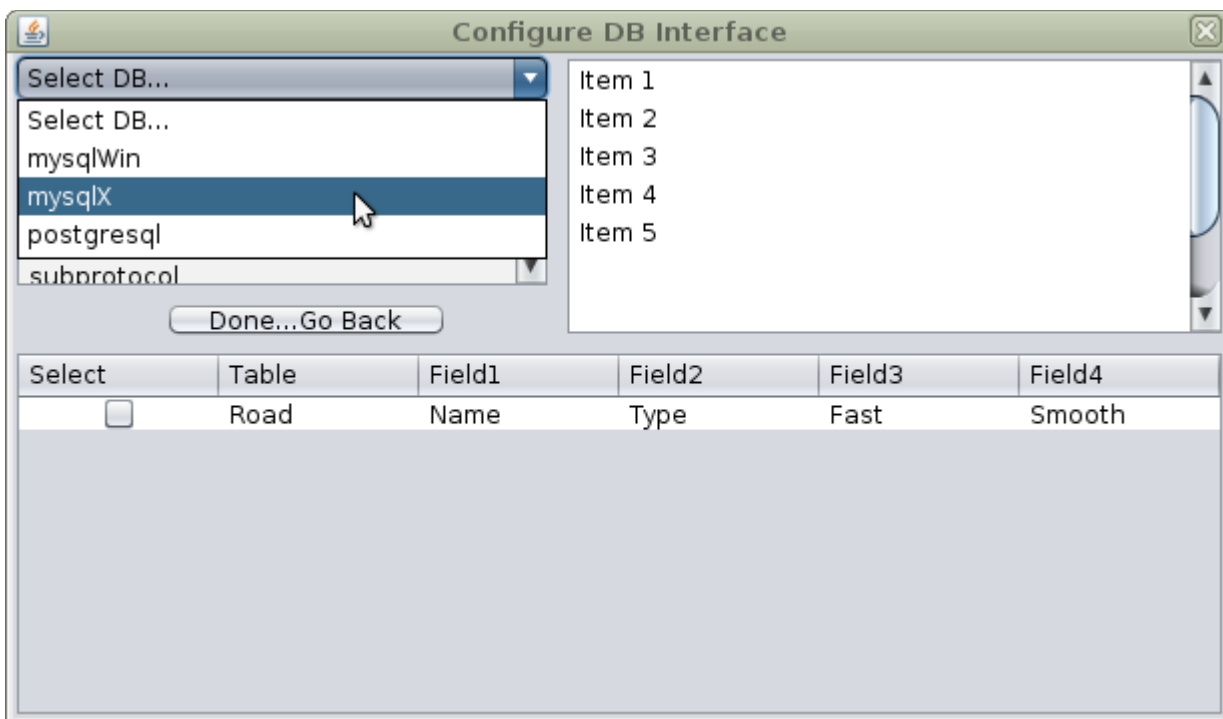 Configure DB Interface
Select DB...
Select DB...
mysqlWin
mysqlX
postgresql
subprotocol
Done...Go Back
Item 1
Item 2
Item 3
Item 4
Item 5
Select Table Field1 Field2 Field3 Field4
Road Name Type Fast Smooth